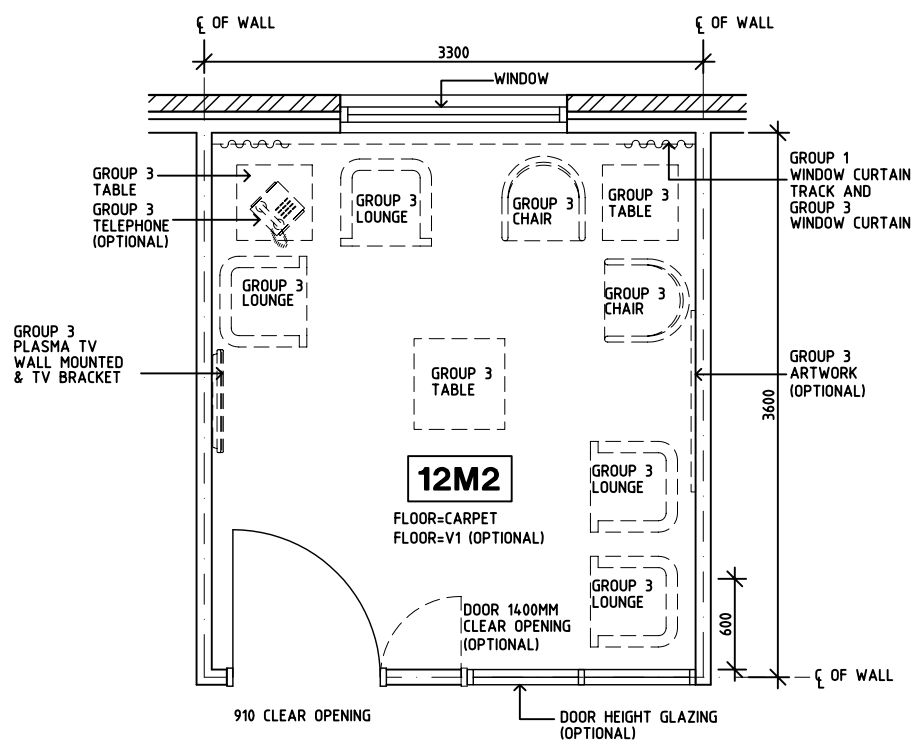 ℄ OF WALL
℄ OF WALL
3300
WINDOW
GROUP 3
TABLE
GROUP 3
TELEPHONE
(OPTIONAL)
GROUP 3
LOUNGE
GROUP 3
CHAIR
GROUP 3
TABLE
GROUP 1
WINDOW CURTAIN
TRACK AND
GROUP 3
WINDOW CURTAIN
GROUP 3
LOUNGE
GROUP 3
CHAIR
GROUP 3
PLASMA TV
WALL MOUNTED
& TV BRACKET
GROUP 3
TABLE
GROUP 3
ARTWORK
(OPTIONAL)
3600
12M2
FLOOR=CARPET
FLOOR=V1 (OPTIONAL)
GROUP 3
LOUNGE
GROUP 3
LOUNGE
600
DOOR 1400MM
CLEAR OPENING
(OPTIONAL)
℄ OF WALL
910 CLEAR OPENING
DOOR HEIGHT GLAZING
(OPTIONAL)